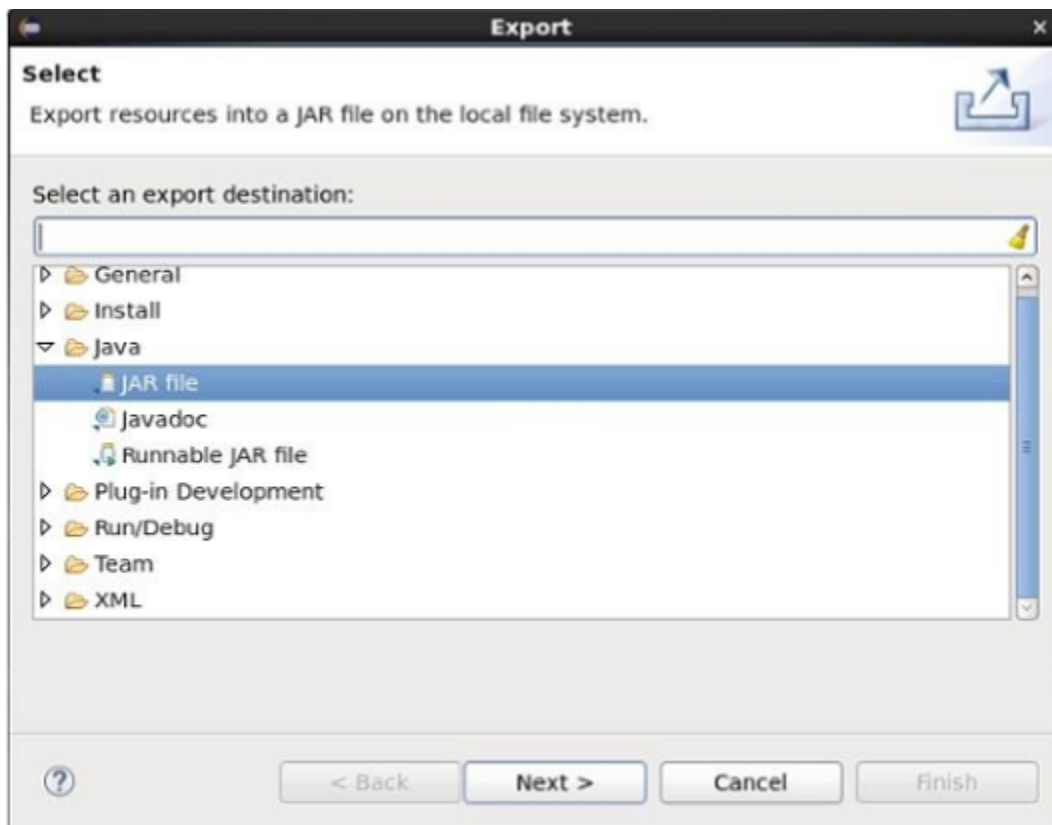 Export
Select
Export resources into a JAR file on the local file system.
Select an export destination:
General
Install
Java
JAR file
Javadoc
Runnable JAR file
Plug-in Development
Run/Debug
Team
XML
< Back Next > Cancel Finish